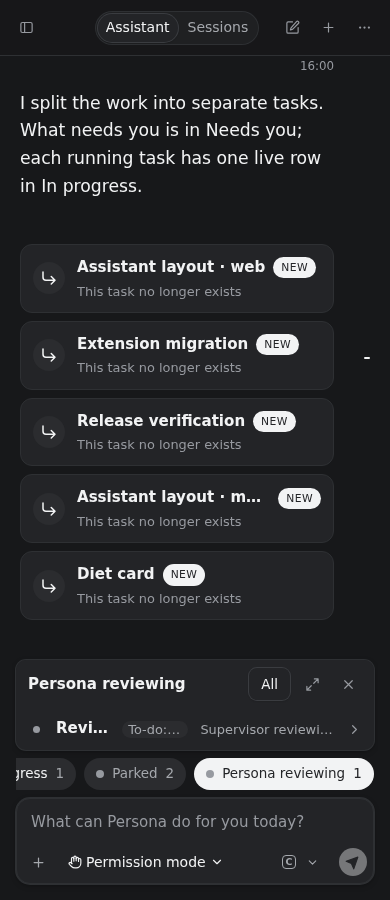 Assistant Sessions
16:00
I split the work into separate tasks.
What needs you is in Needs you;
each running task has one live row
in In progress.
Assistant layout · web NEW
This task no longer exists
Extension migration NEW
This task no longer exists
Release verification NEW
This task no longer exists
Assistant layout · m… NEW
This task no longer exists
Diet card NEW
This task no longer exists
Persona reviewing All
Revi… To-do:… Supervisor reviewi…
gress 1 Parked 2 Persona reviewing 1
What can Persona do for you today?
Permission mode C